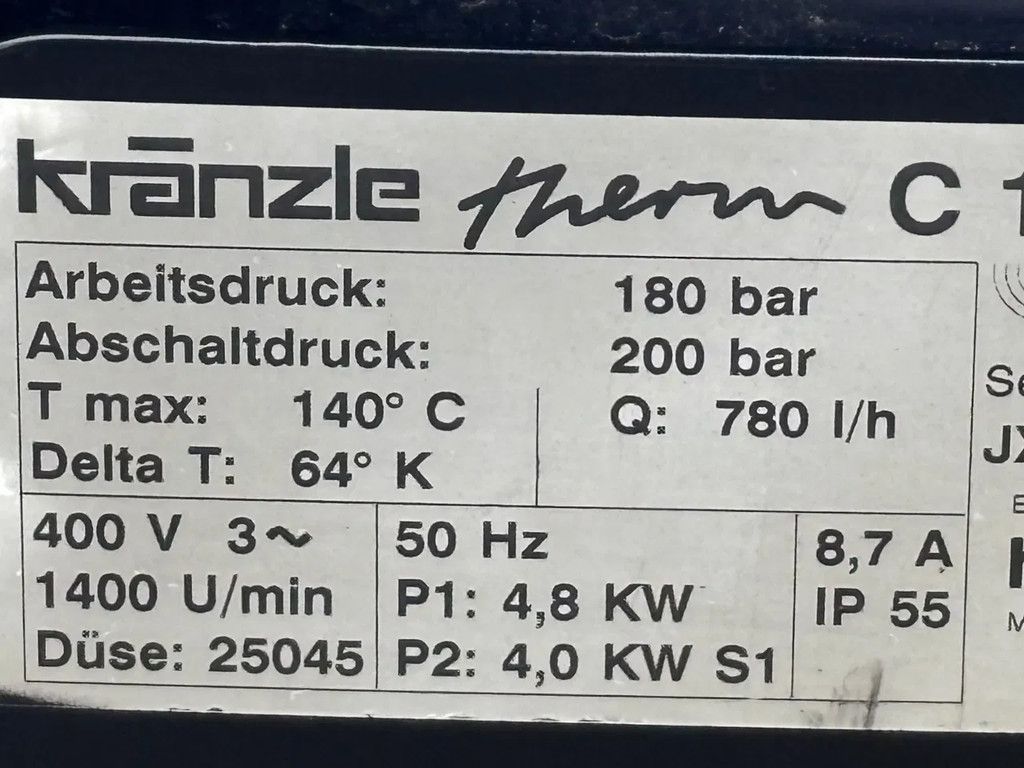 kränzle therm C
Arbeitsdruck: 180 bar
Abschaltdruck: 200 bar
T max: 140° C Q: 780 l/h
Delta T: 64° K
400 V 3~ 50 Hz 8,7 A
1400 U/min P1: 4,8 KW IP 55
Düse: 25045 P2: 4,0 KW S1